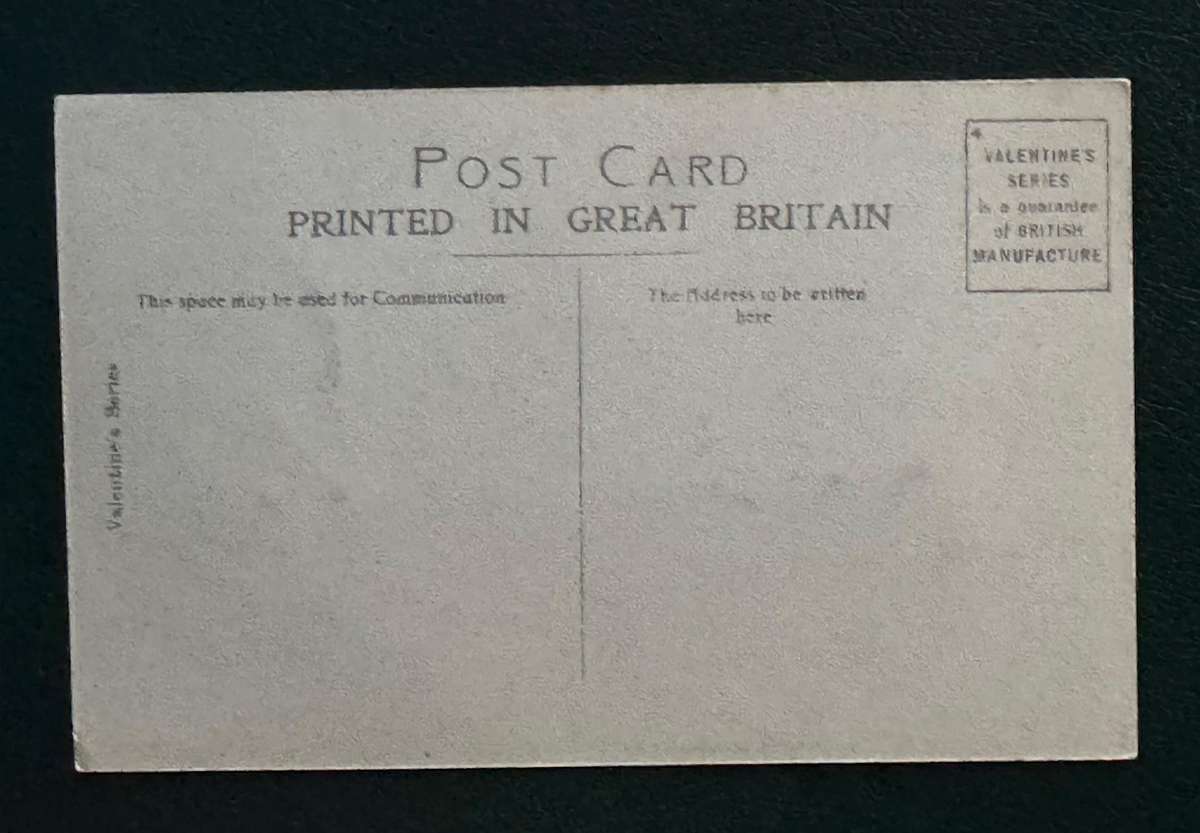 POST CARD
PRINTED IN GREAT BRITAIN
This space may be used for Communication
The Address to be written
here
4
VALENTINE'S
SERIES
is a guarantee
of BRITISH
MANUFACTURE
Valentine's Series